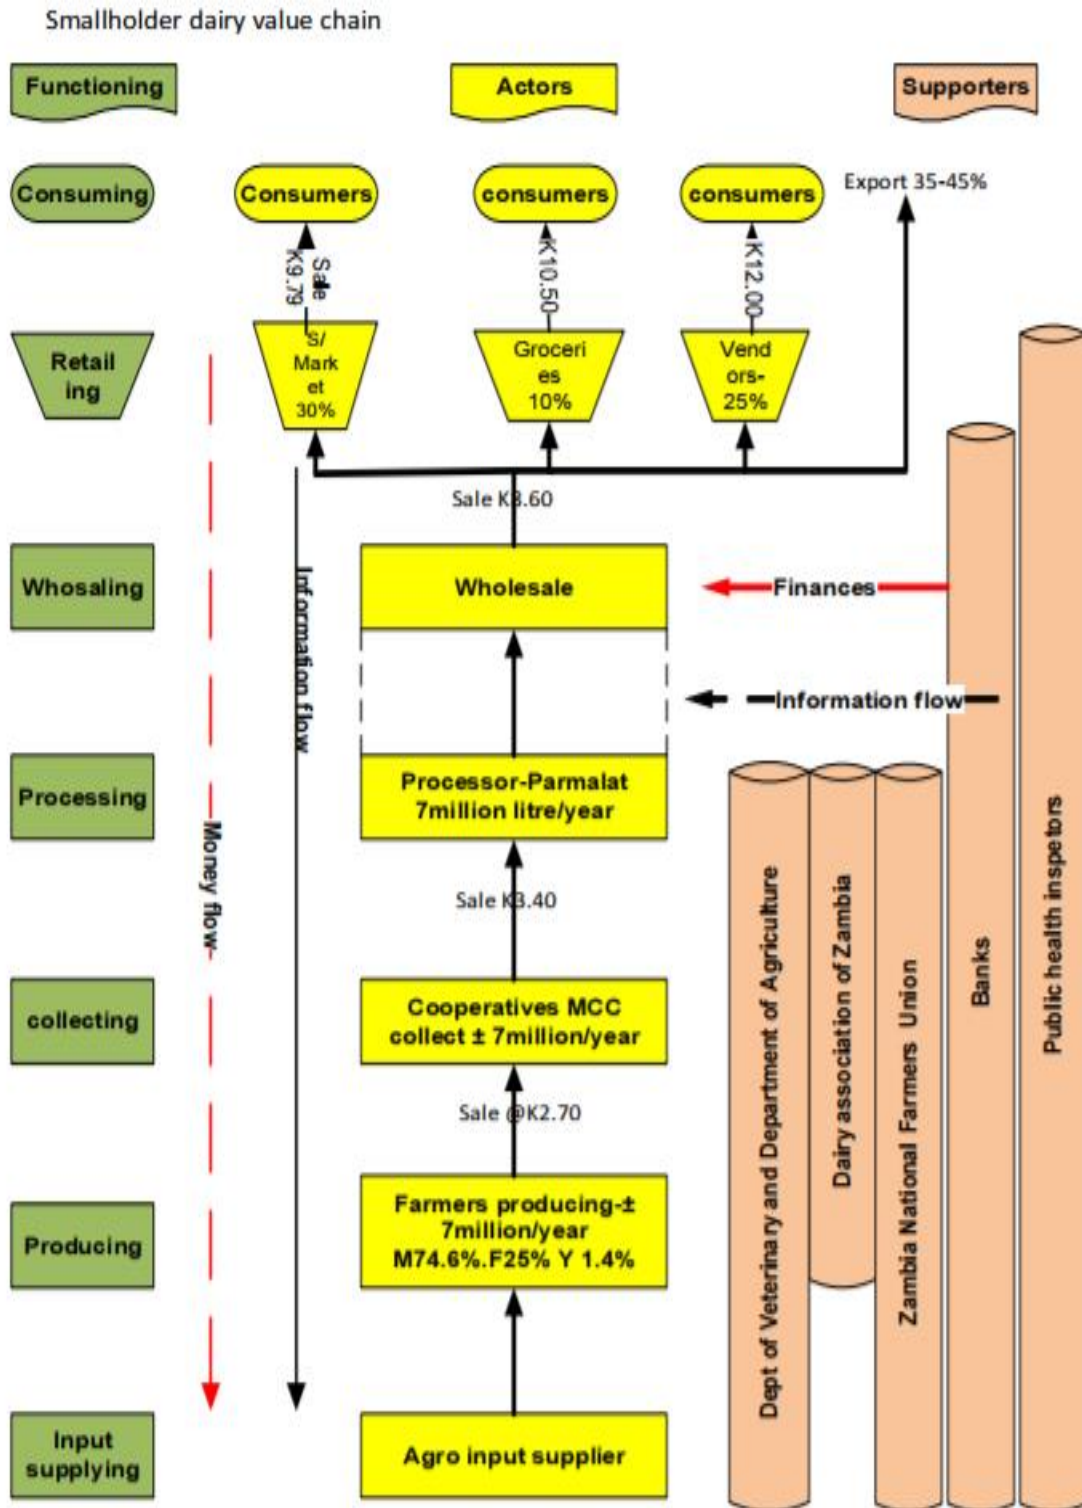 Smallholder dairy value chain
Functioning
Actors
Supporters
Consuming
Consumers
consumers
consumers
Export 35-45%
Sale
K9.79
K10.50
K12.00
Retail
ing
S/
Mark
et
30%
Groceri
es
10%
Vend
ors-
25%
Sale K3.60
Whosaling
Wholesale
Finances
Information flow
Information flow
Processing
Processor-Parmalat
7million litre/year
Money flow
Sale K3.40
collecting
Cooperatives MCC
collect ± 7million/year
Sale @K2.70
Producing
Farmers producing-±
7million/year
M74.6%.F25% Y 1.4%
Input
supplying
Agro input supplier
Dept of Veterinary and Department of Agriculture
Dairy association of Zambia
Zambia National Farmers Union
Banks
Public health inspetors